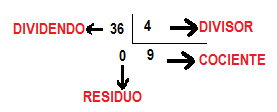 DIVIDENDO 36 4 DIVISOR
0 9 COCIENTE
RESIDUO